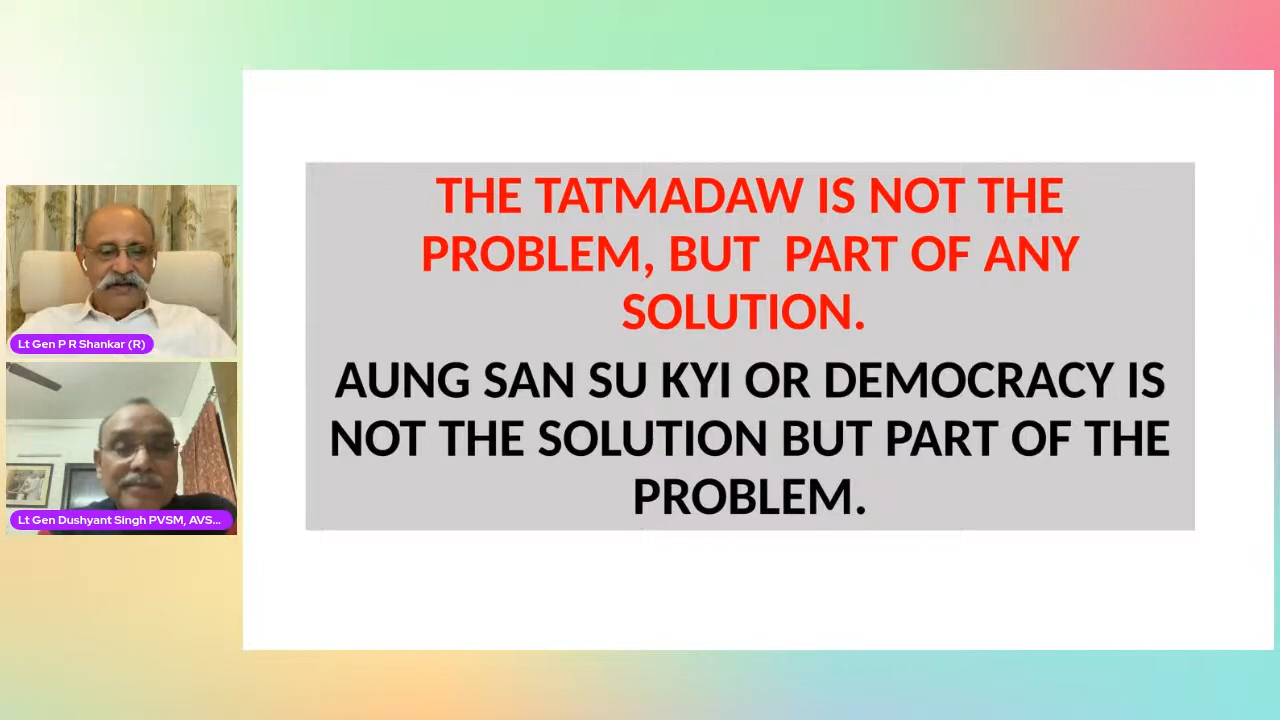 THE TATMADAW IS NOT THE
PROBLEM, BUT PART OF ANY
SOLUTION.
AUNG SAN SU KYI OR DEMOCRACY IS
NOT THE SOLUTION BUT PART OF THE
PROBLEM.
Lt Gen P R Shankar (R)
Lt Gen Dushyant Singh PVSM, AVS...